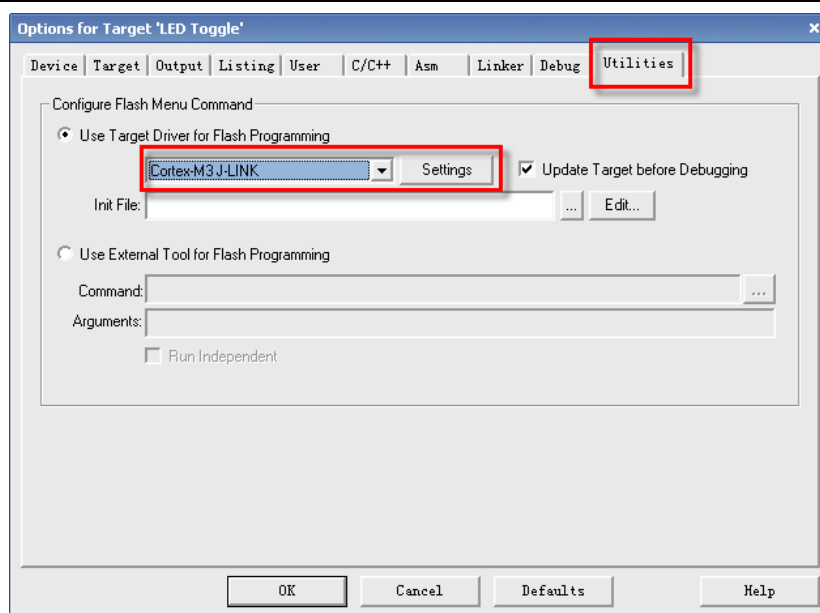 Options for Target 'LED Toggle'
Device Target Output Listing User C/C++ Asm Linker Debug Utilities
Configure Flash Menu Command
Use Target Driver for Flash Programming
Cortex-M3 J-LINK Settings Update Target before Debugging
Init File: ... Edit...
Use External Tool for Flash Programming
Command: ...
Arguments:
Run Independent
OK Cancel Defaults Help